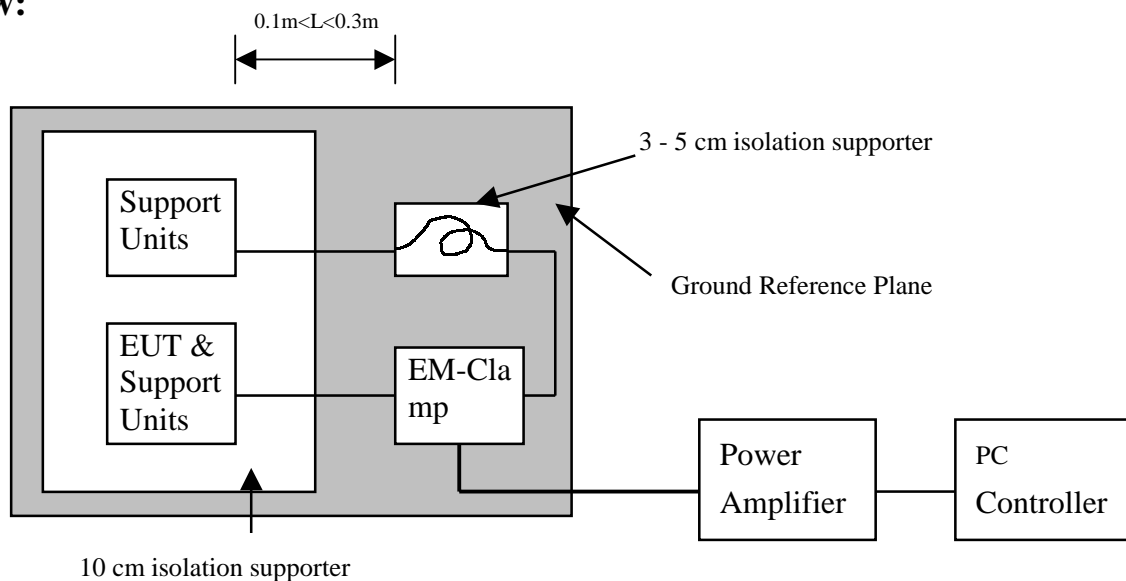 w:
0.1m<L<0.3m
3 - 5 cm isolation supporter
Support
Units
Ground Reference Plane
EUT &
Support
Units
EM-Cla
mp
Power
Amplifier
PC
Controller
10 cm isolation supporter